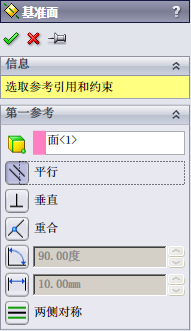 基准面
?
信息
选取参考引用和约束
第一参考
面<1>
平行
垂直
重合
90.00度
10.00mm
两侧对称